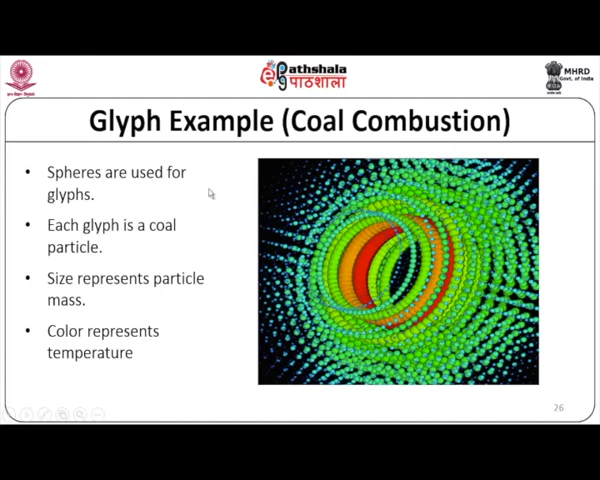 Pathshala
पाठशाला
MHRD
Govt. of India
Glyph Example (Coal Combustion)
• Spheres are used for
glyphs.
• Each glyph is a coal
particle.
• Size represents particle
mass.
• Color represents
temperature
26